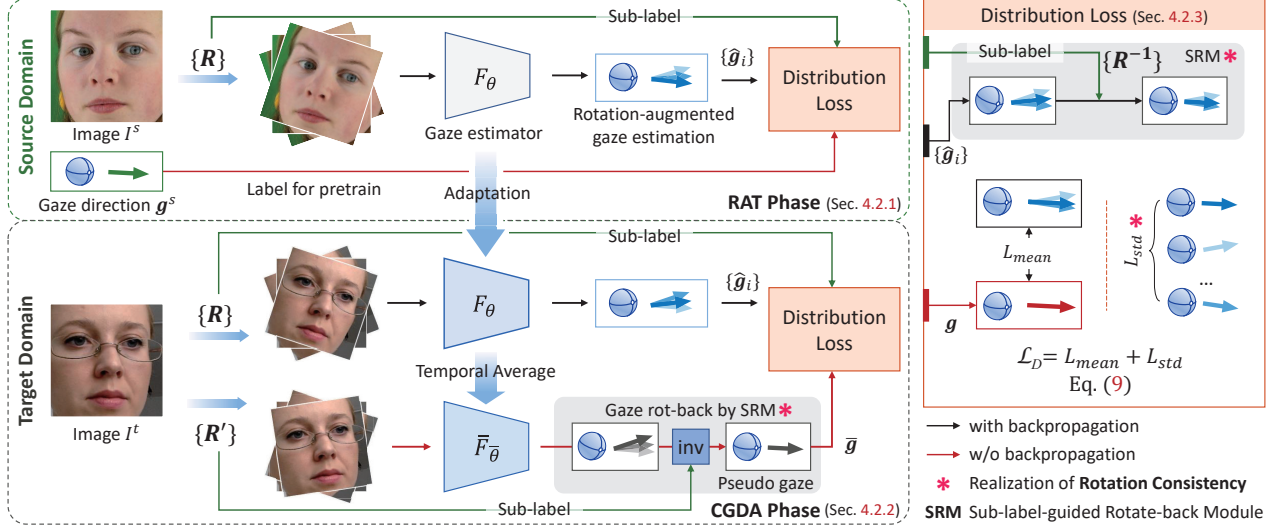 Source Domain
Image I^s
{R}
Sub-label
F_θ
Gaze estimator
Rotation-augmented
gaze estimation
{ĝ_i}
Distribution
Loss
Gaze direction g^s
Label for pretrain
Adaptation
RAT Phase (Sec. 4.2.1)
Target Domain
Image I^t
{R}
Sub-label
F_θ
{ĝ_i}
Distribution
Loss
Temporal Average
{R'}
F̅_θ̅
Gaze rot-back by SRM *
inv
Pseudo gaze
g̅
Sub-label
CGDA Phase (Sec. 4.2.2)
Distribution Loss (Sec. 4.2.3)
Sub-label
{R^-1}
SRM *
{ĝ_i}
L_mean
L_std *
...
g
ℒ_D= L_mean + L_std
Eq. (9)
with backpropagation
w/o backpropagation
* Realization of Rotation Consistency
SRM Sub-label-guided Rotate-back Module